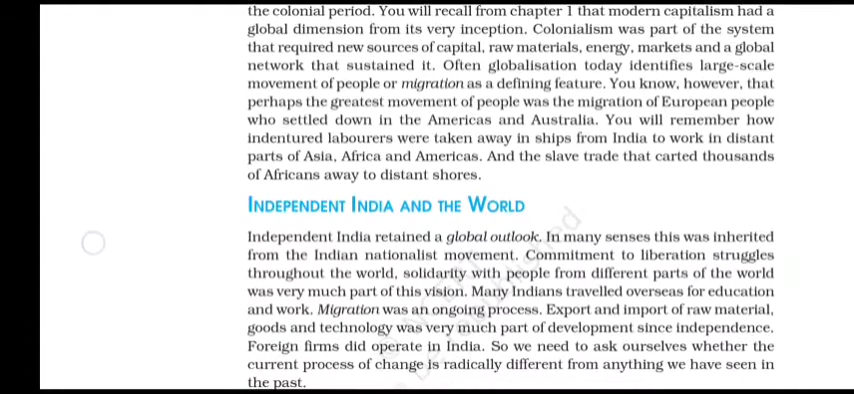 the colonial period. You will recall from chapter 1 that modern capitalism had a
global dimension from its very inception. Colonialism was part of the system
that required new sources of capital, raw materials, energy, markets and a global
network that sustained it. Often globalisation today identifies large-scale
movement of people or migration as a defining feature. You know, however, that
perhaps the greatest movement of people was the migration of European people
who settled down in the Americas and Australia. You will remember how
indentured labourers were taken away in ships from India to work in distant
parts of Asia, Africa and Americas. And the slave trade that carted thousands
of Africans away to distant shores.
INDEPENDENT INDIA AND THE WORLD
Independent India retained a global outlook. In many senses this was inherited
from the Indian nationalist movement. Commitment to liberation struggles
throughout the world, solidarity with people from different parts of the world
was very much part of this vision. Many Indians travelled overseas for education
and work. Migration was an ongoing process. Export and import of raw material,
goods and technology was very much part of development since independence.
Foreign firms did operate in India. So we need to ask ourselves whether the
current process of change is radically different from anything we have seen in
the past.